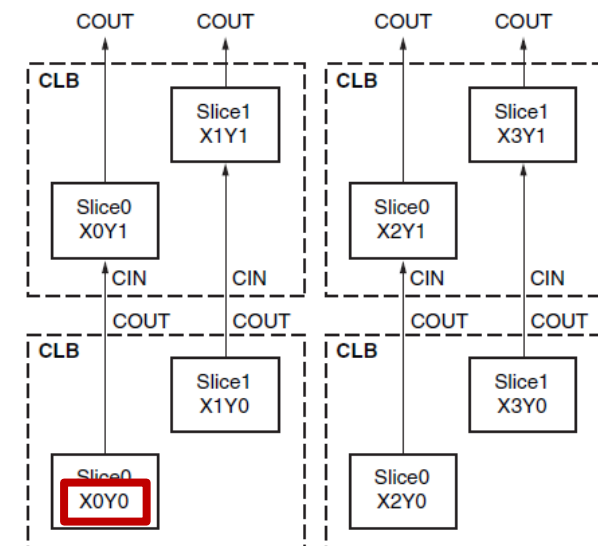 COUT COUT COUT COUT
CLB CLB
Slice1 Slice1
X1Y1 X3Y1
Slice0 Slice0
X0Y1 X2Y1
CIN CIN CIN CIN
COUT COUT COUT COUT
CLB CLB
Slice1 Slice1
X1Y0 X3Y0
Slice0 Slice0
X0Y0 X2Y0